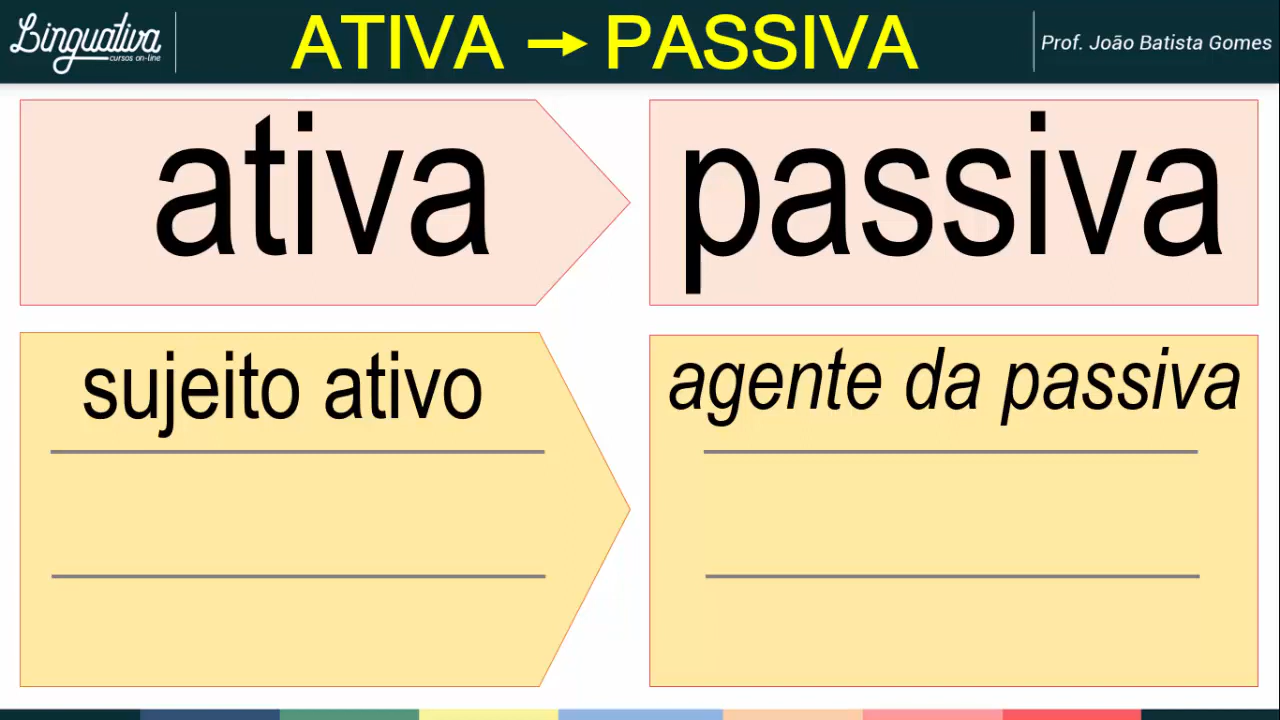 Linguativa
cursos on-line
ATIVA → PASSIVA
Prof. João Batista Gomes
ativa
passiva
sujeito ativo
agente da passiva